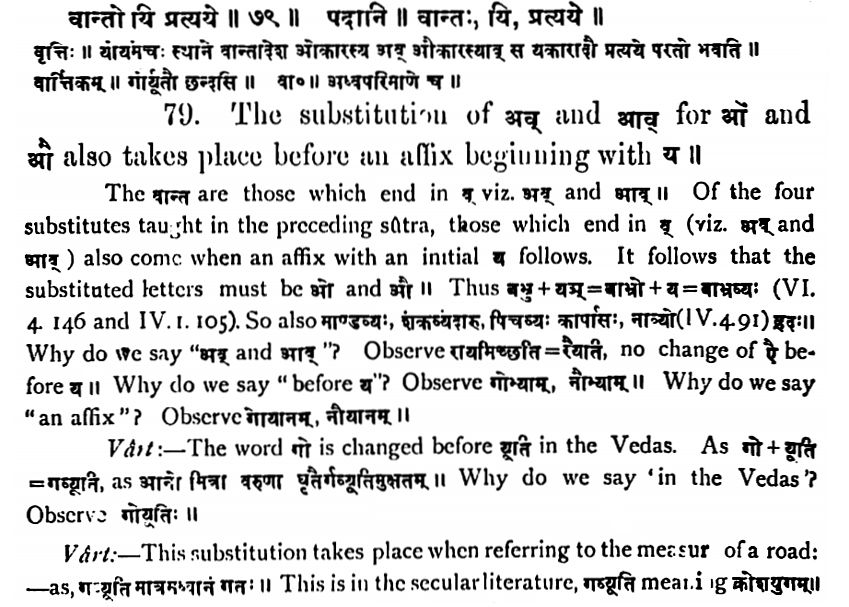 वान्तो यि प्रत्यये ॥ ७९ ॥ पदानि ॥ वान्तः, यि, प्रत्यये ॥
वृत्तिः ॥ योयमेचः स्थाने वान्तादेश ओकारस्य अव् औकारस्याव् स यकारादौ प्रत्यये परतो भवति ॥
वार्त्तिकम् ॥ गोर्यूतौ छन्दसि ॥ वा० ॥ अध्वपरिमाणे च ॥
79. The substitution of अव् and आव् for ओ and
औ also takes place before an affix beginning with य ॥
The वान्त are those which end in व् viz. अव् and आव् ॥ Of the four
substitutes taught in the preceding sûtra, those which end in व् (viz. अव् and
आव् ) also come when an affix with an initial य follows. It follows that the
substituted letters must be ओ and औ ॥ Thus बभ्रु + यञ् = बाभ्रो + य = बाभ्रव्यः (VI.
4. 146 and IV. 1. 105). So also माण्डव्यः, शंकव्यंदारु, पिचव्यः कार्पासः, नाव्यो (IV. 4. 91) ह्रदः ॥
Why do we say "अव् and आव्"? Observe रायमिच्छति = रैयति, no change of ऐ be-
fore य ॥ Why do we say "before य"? Observe गोभ्याम्, नौभ्याम् ॥ Why do we say
"an affix"? Observe गोयानम्, नौयानम् ॥
Vârt:—The word गो is changed before यूति in the Vedas. As गो + यूति
= गव्यूति, as आनो मित्रा वरुणा घृतैर्गव्यूतिमुक्षतम् ॥ Why do we say 'in the Vedas'?
Observe गोयूतिः ॥
Vârt:—This substitution takes place when referring to the measur of a road:
—as, गव्यूति मात्रमध्वानं गतः ॥ This is in the secular literature, गव्यूति meaning क्रोशयुगम् ॥